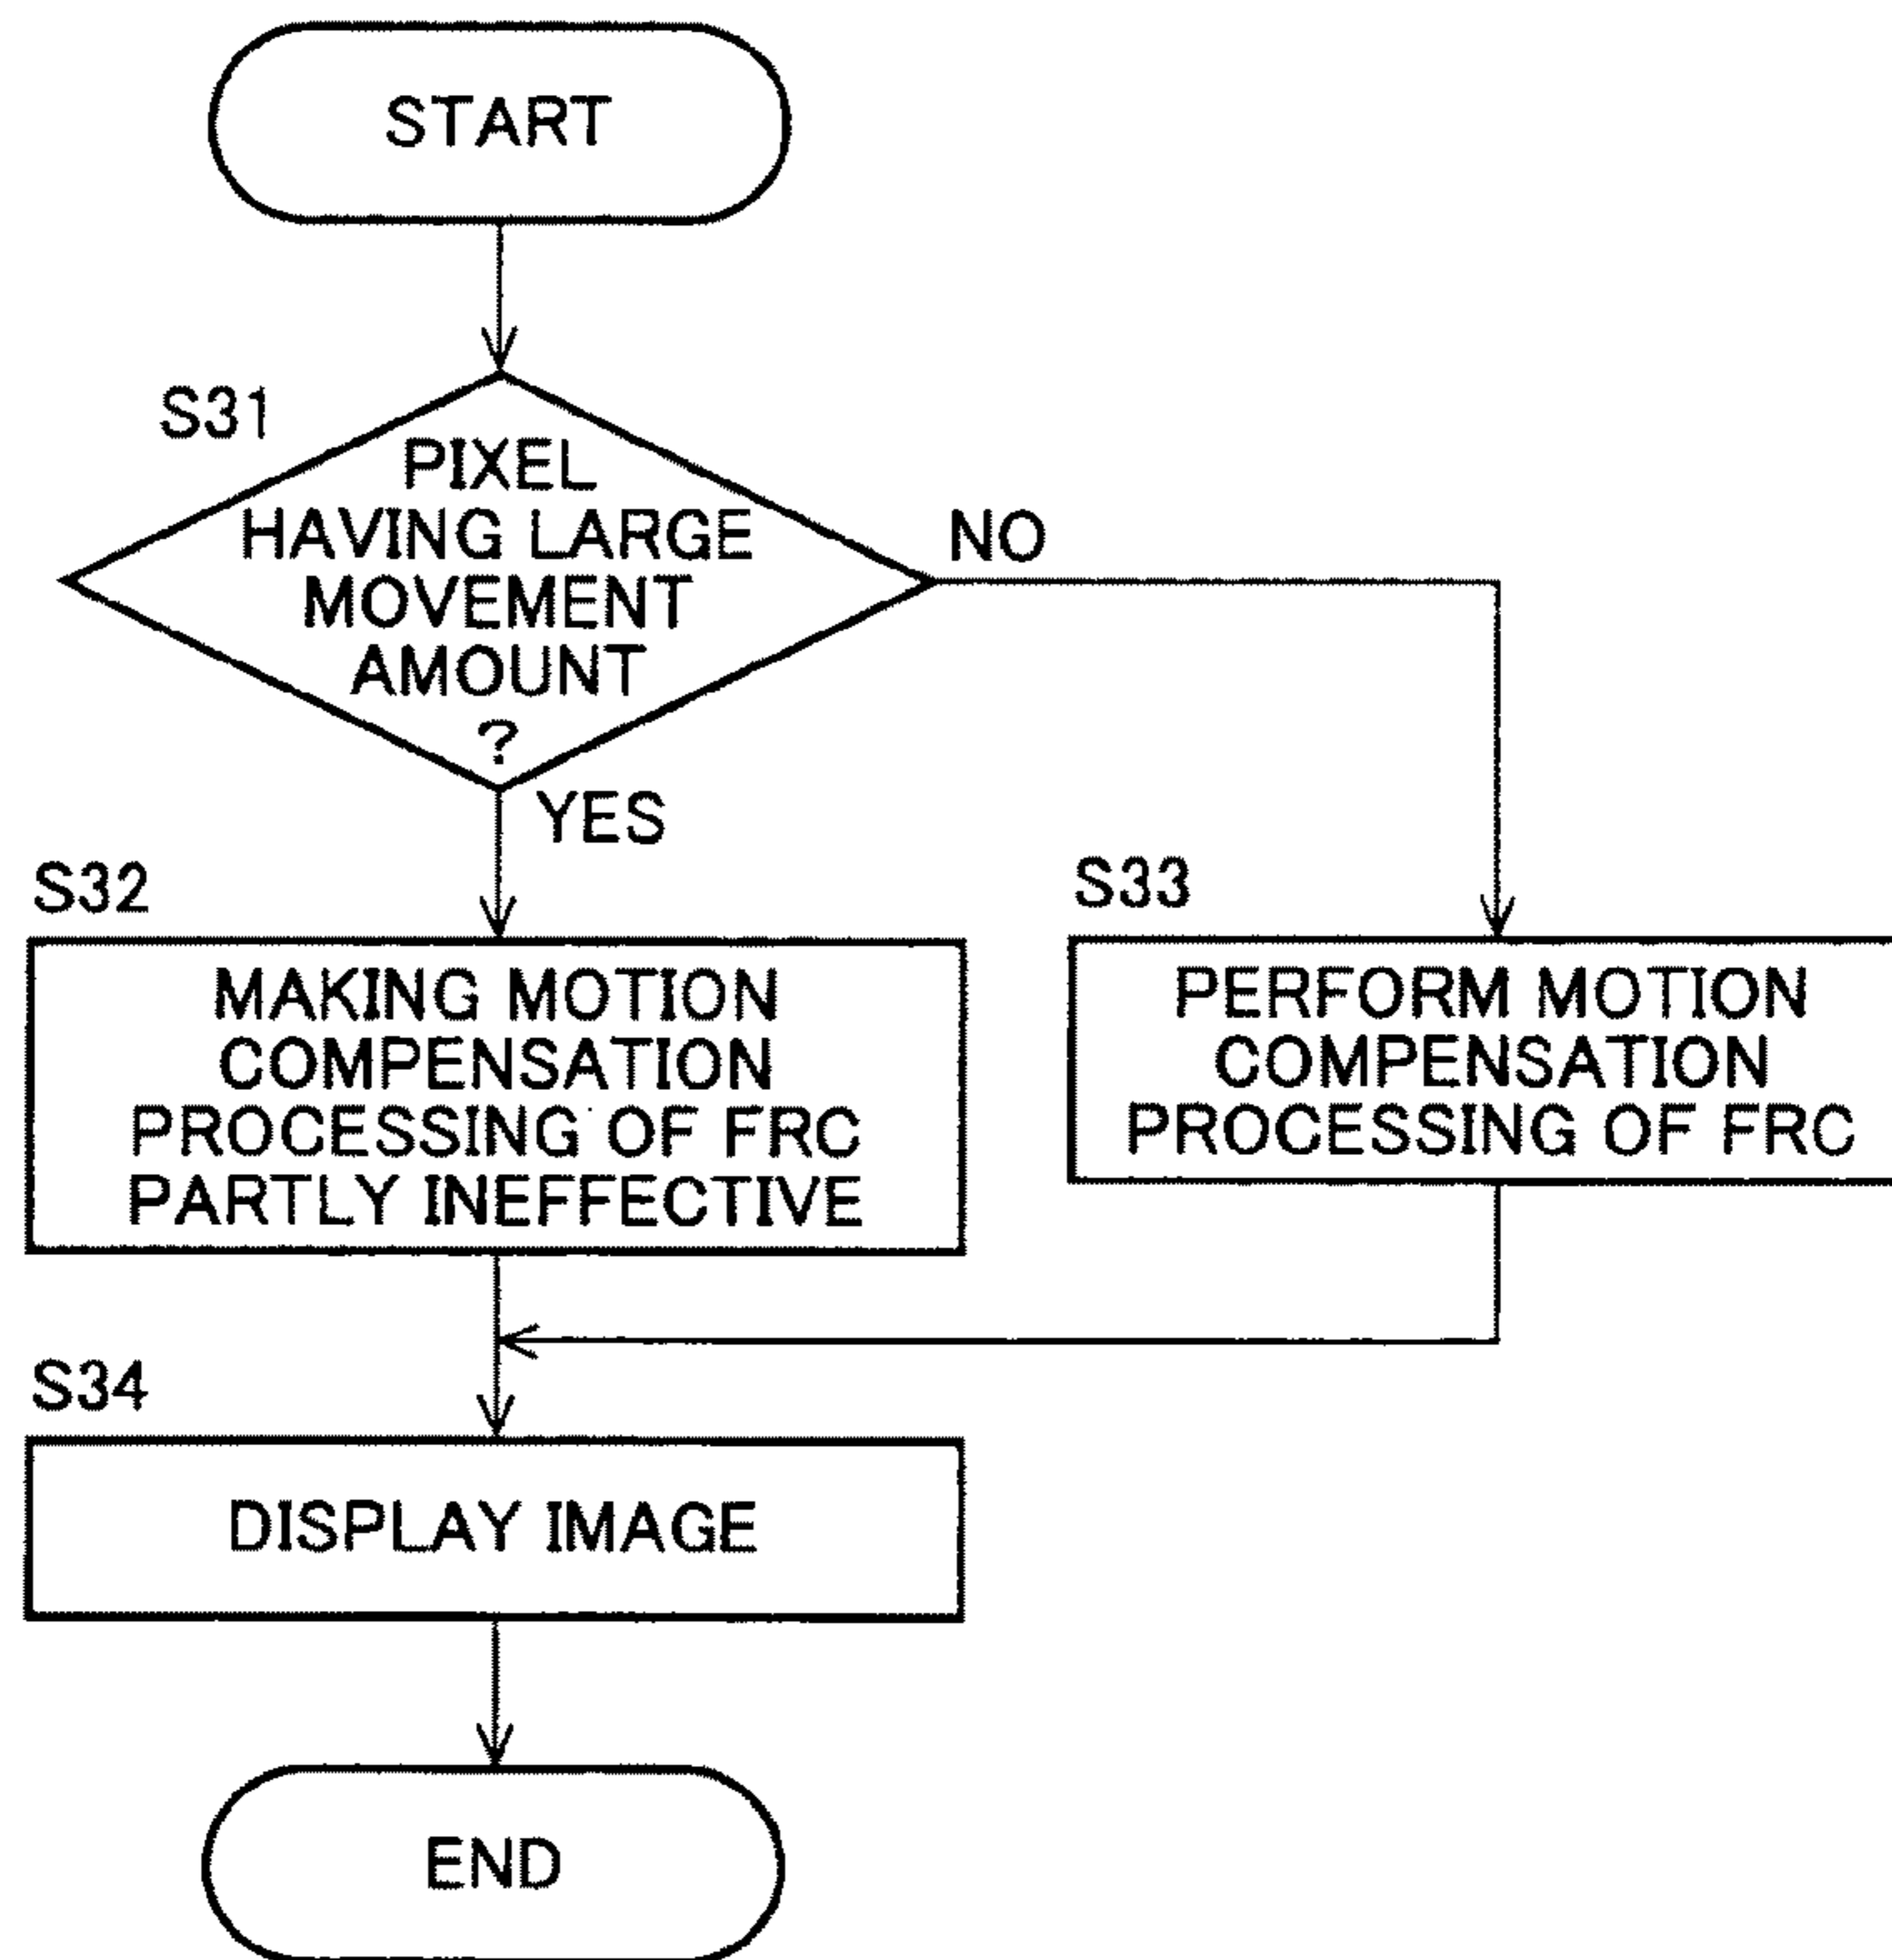 START
S31
PIXEL
HAVING LARGE
MOVEMENT
AMOUNT
?
NO
YES
S32
MAKING MOTION
COMPENSATION
PROCESSING OF FRC
PARTLY INEFFECTIVE
S33
PERFORM MOTION
COMPENSATION
PROCESSING OF FRC
S34
DISPLAY IMAGE
END